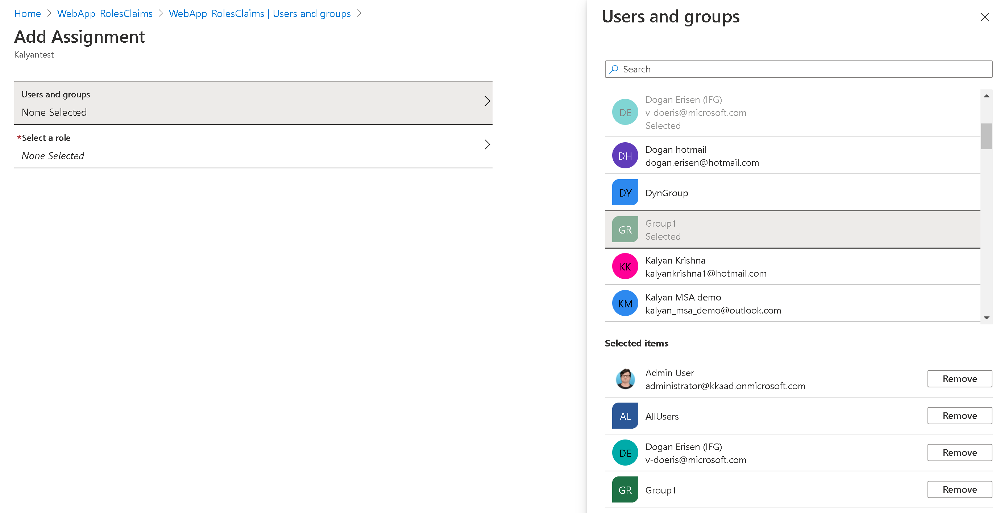 Home > WebApp-RolesClaims > WebApp-RolesClaims | Users and groups >
Add Assignment
Kalyantest
Users and groups
None Selected
*Select a role
None Selected
Users and groups
Search
DE
Dogan Erisen (IFG)
v-doeris@microsoft.com
Selected
DH
Dogan hotmail
dogan.erisen@hotmail.com
DY
DynGroup
GR
Group1
Selected
KK
Kalyan Krishna
kalyankrishna1@hotmail.com
KM
Kalyan MSA demo
kalyan_msa_demo@outlook.com
Selected items
Admin User
administrator@kkaad.onmicrosoft.com
Remove
AL
AllUsers
Remove
DE
Dogan Erisen (IFG)
v-doeris@microsoft.com
Remove
GR
Group1
Remove